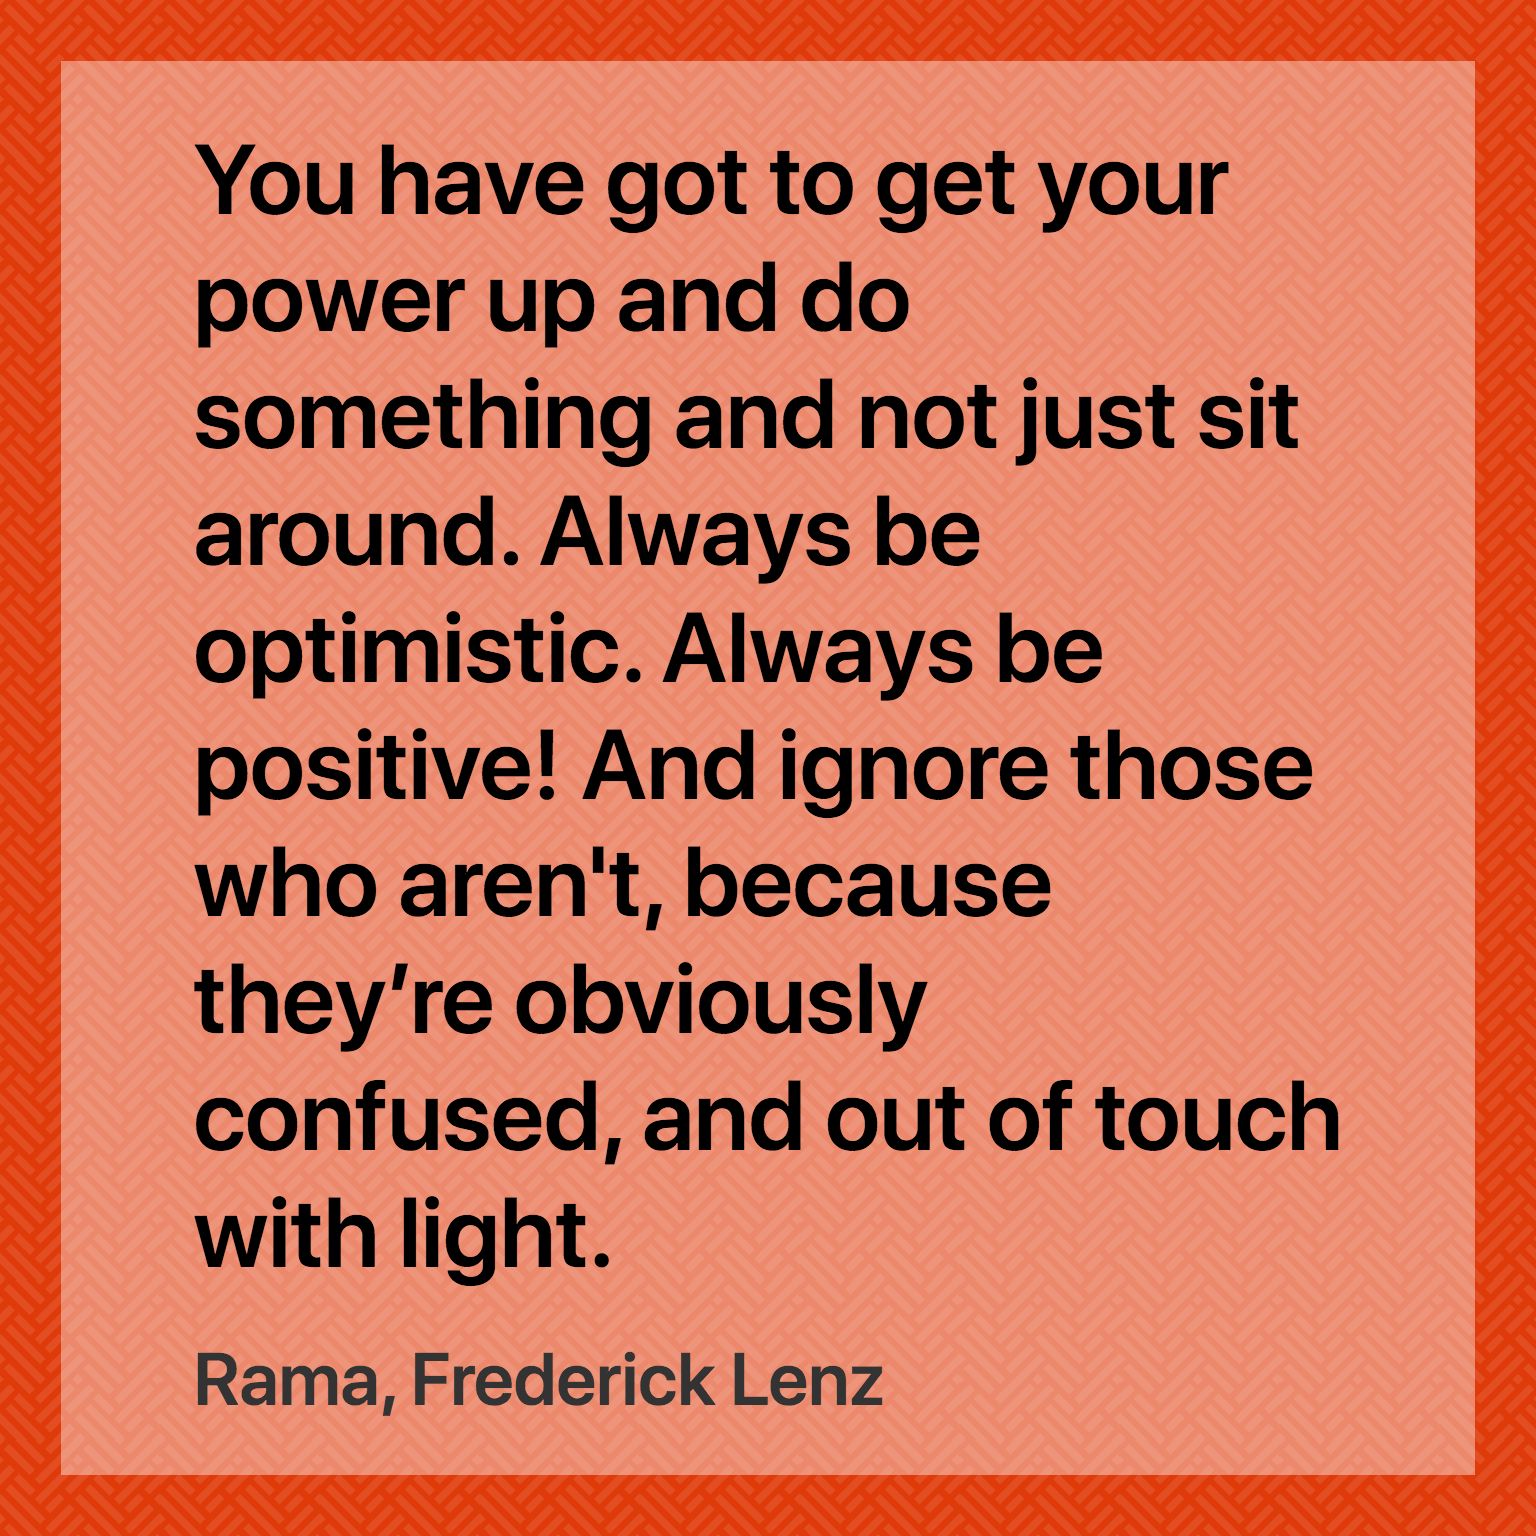 You have got to get your
power up and do
something and not just sit
around. Always be
optimistic. Always be
positive! And ignore those
who aren't, because
they’re obviously
confused, and out of touch
with light.
Rama, Frederick Lenz